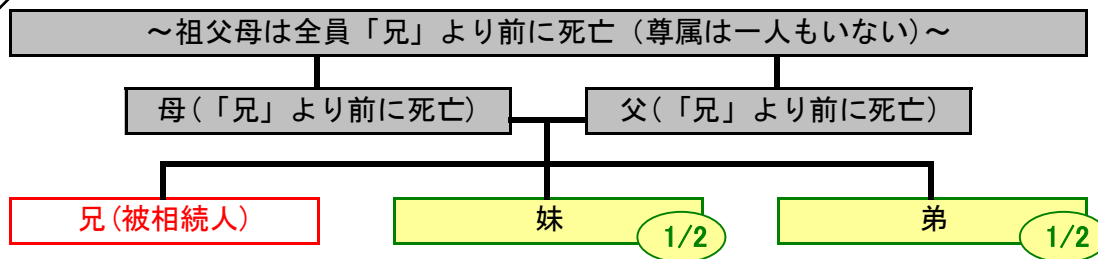 ～祖父母は全員「兄」より前に死亡（尊属は一人もいない）～
母(「兄」より前に死亡)
父(「兄」より前に死亡)
兄(被相続人)
妹
1/2
弟
1/2